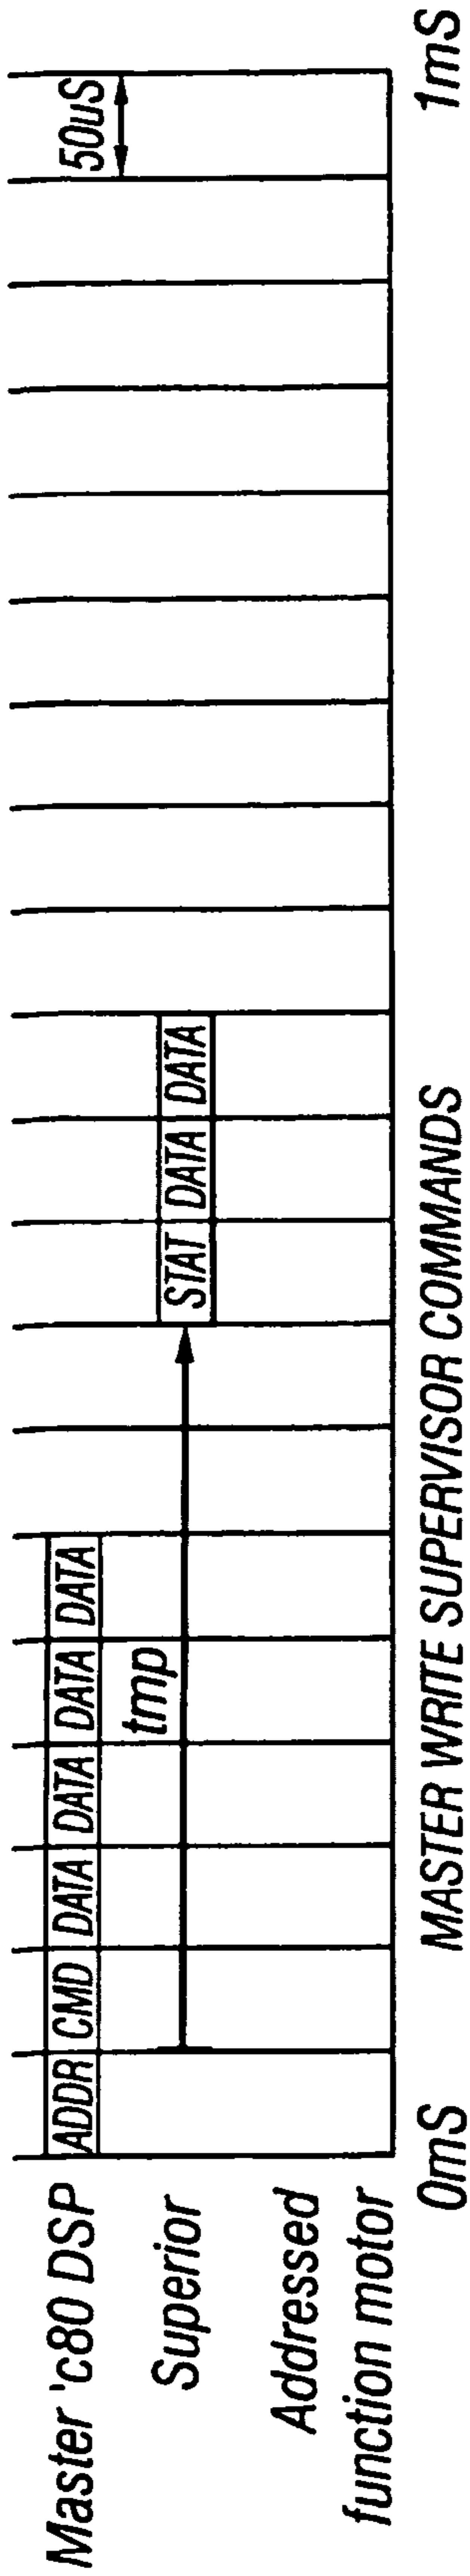 Master 'c80 DSP
ADDR CMD DATA DATA DATA DATA
50uS
Superior
tmp
STAT DATA DATA
Addressed
function motor
0mS
1mS
MASTER WRITE SUPERVISOR COMMANDS